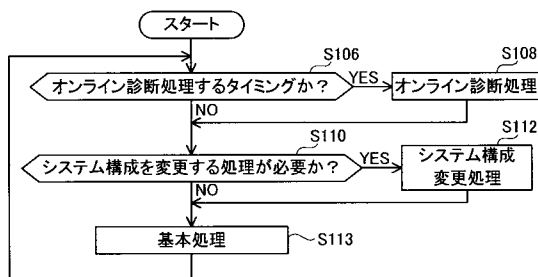 スタート
S106
オンライン診断処理するタイミングか?
YES
S108
オンライン診断処理
NO
S110
システム構成を変更する処理が必要か?
YES
S112
システム構成
変更処理
NO
基本処理
S113